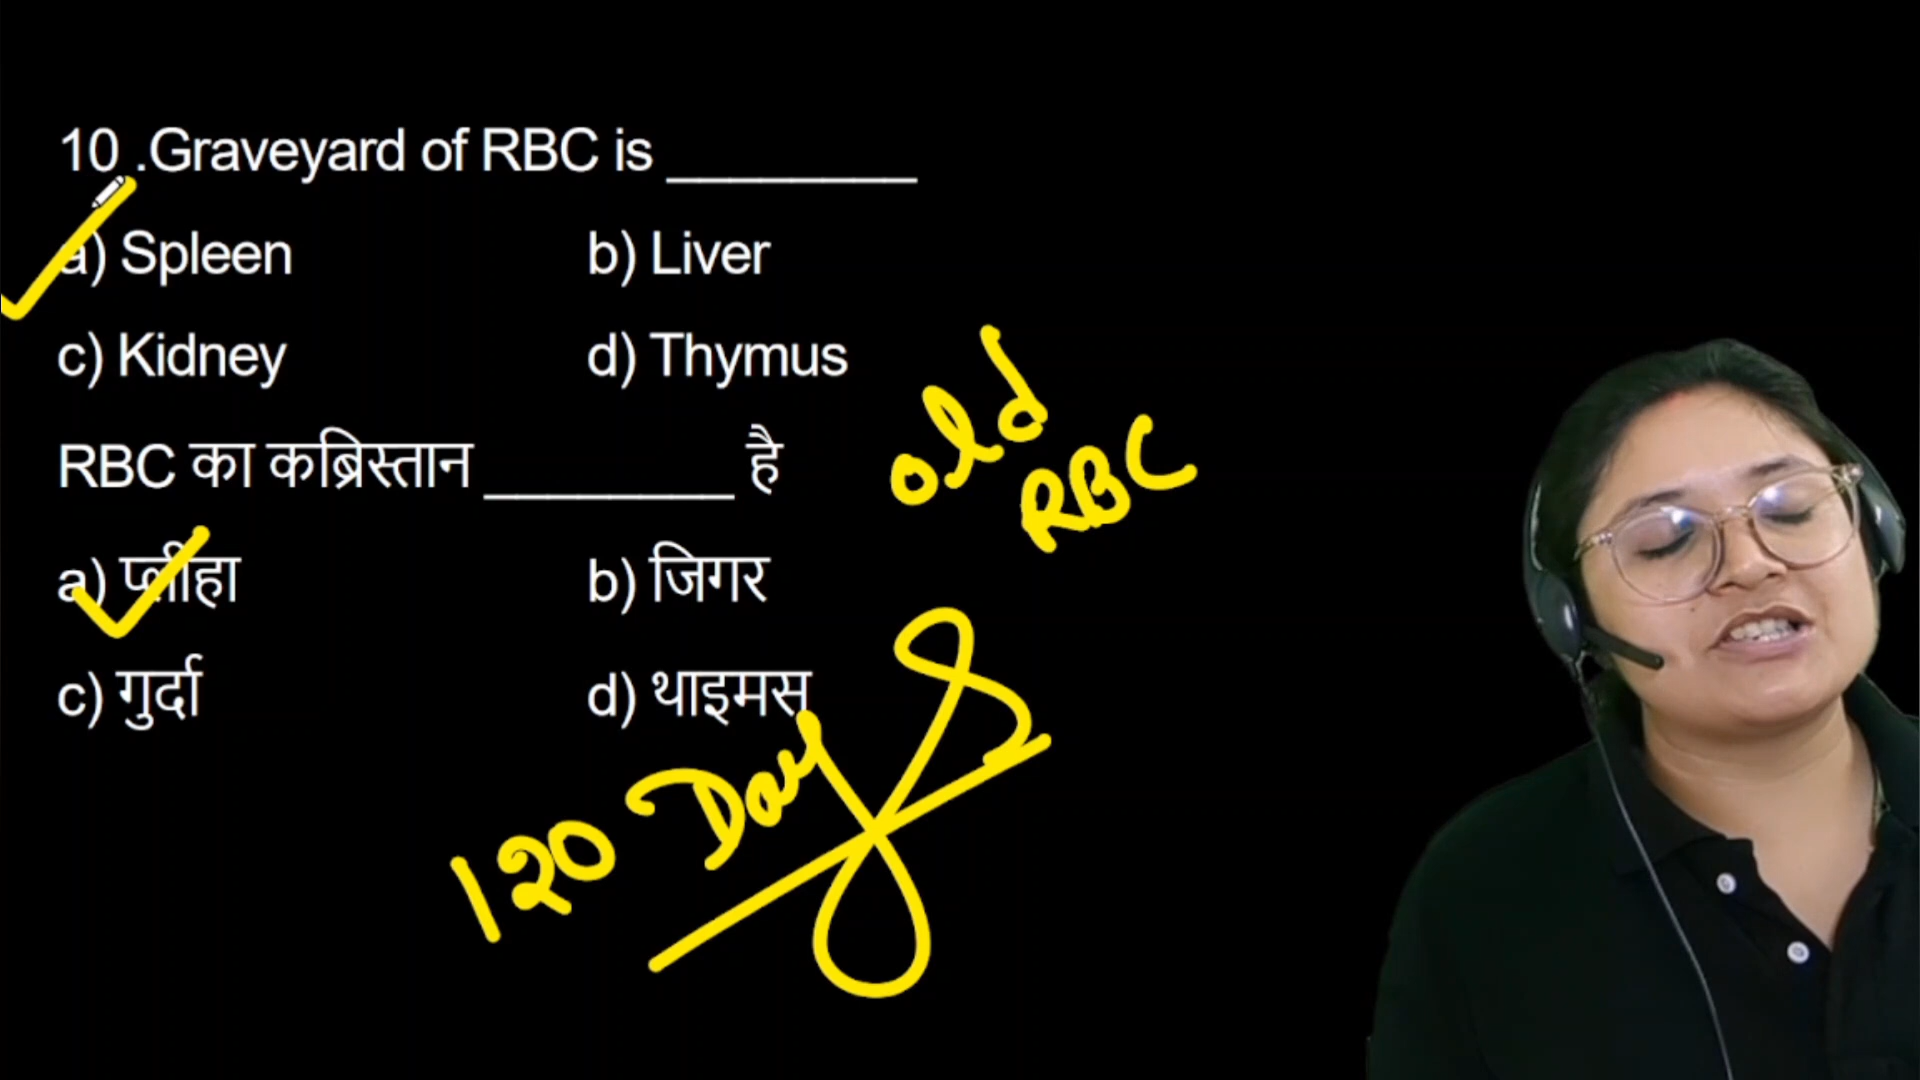 10 .Graveyard of RBC is ________
a) Spleen b) Liver
c) Kidney d) Thymus
RBC का कब्रिस्तान ________ है
a) प्लीहा b) जिगर
c) गुर्दा d) थाइमस
old
RBC
120 Days